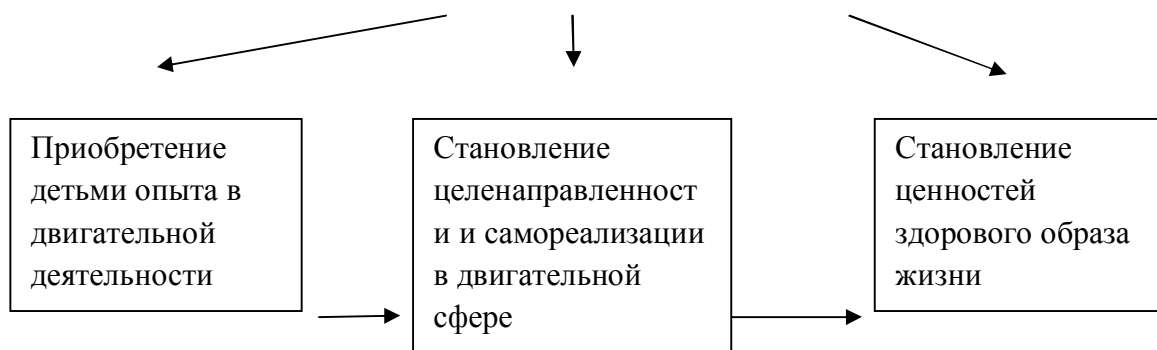 Приобретение
детьми опыта в
двигательной
деятельности
Становление
целенаправленност
и и самореализации
в двигательной
сфере
Становление
ценностей
здорового образа
жизни